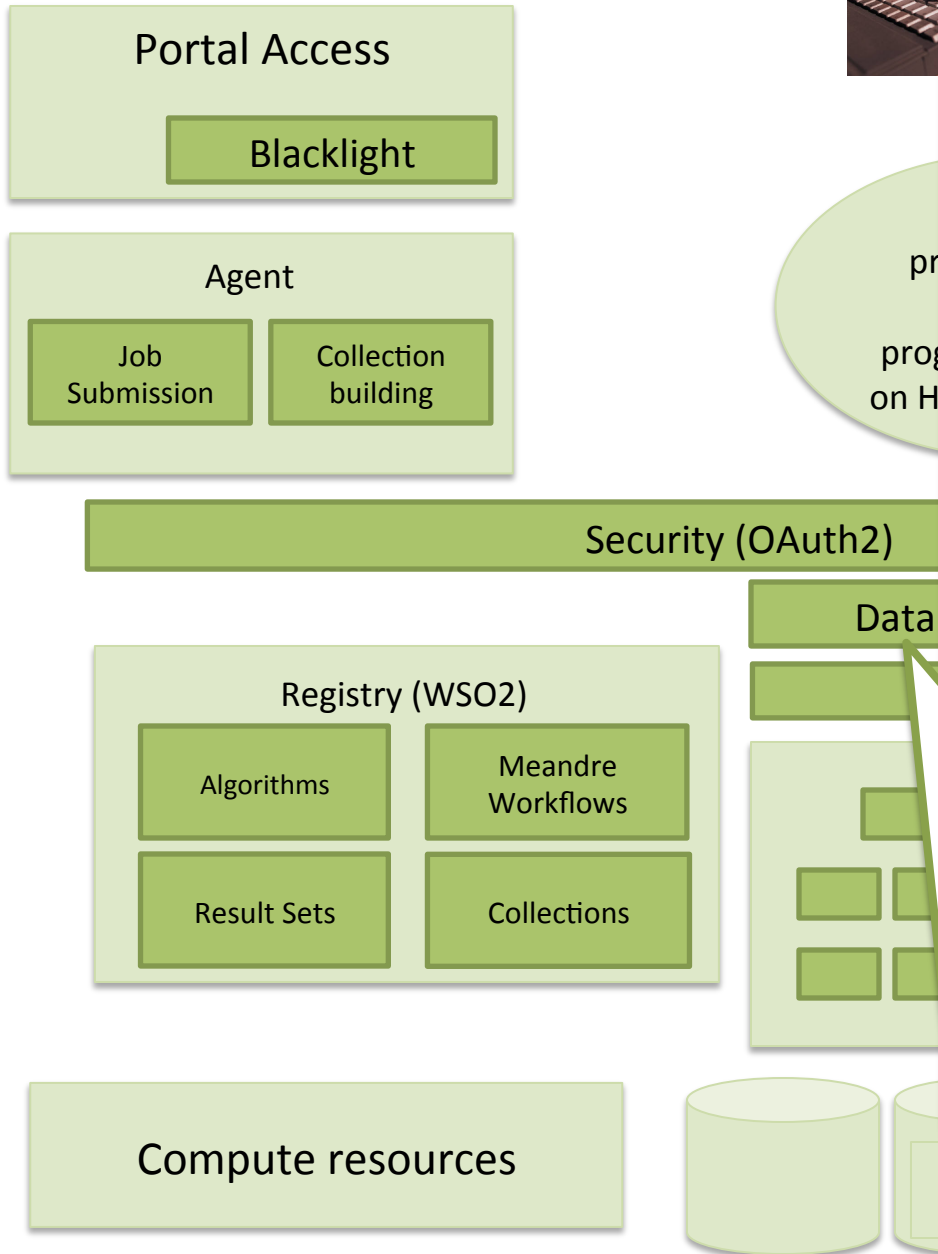 Portal Access
Blacklight
Agent
Job
Submission
Collection
building
Security (OAuth2)
Data
Registry (WSO2)
Algorithms
Meandre
Workflows
Result Sets
Collections
Compute resources
on